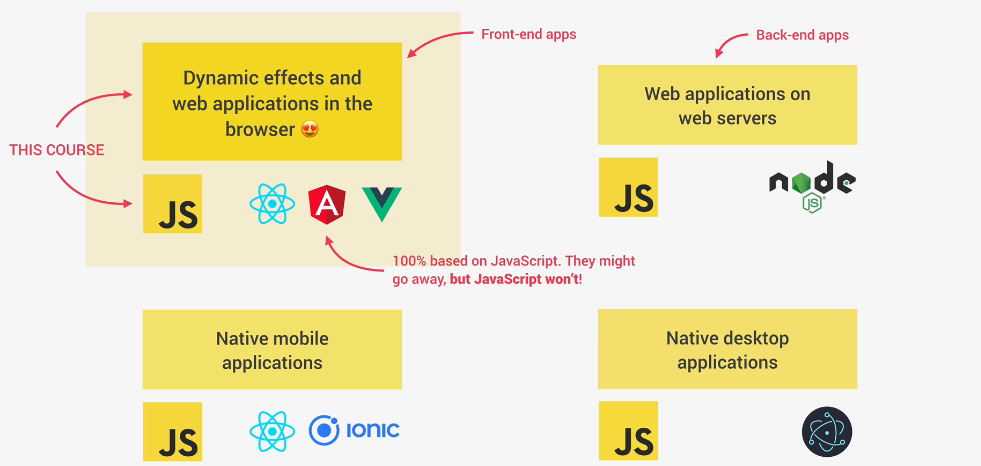 Front-end apps
Dynamic effects and
web applications in the
browser 😍
THIS COURSE
JS
A
100% based on JavaScript. They might
go away, but JavaScript won't!
Back-end apps
Web applications on
web servers
JS
node
JS
Native mobile
applications
JS
IONIC
Native desktop
applications
JS